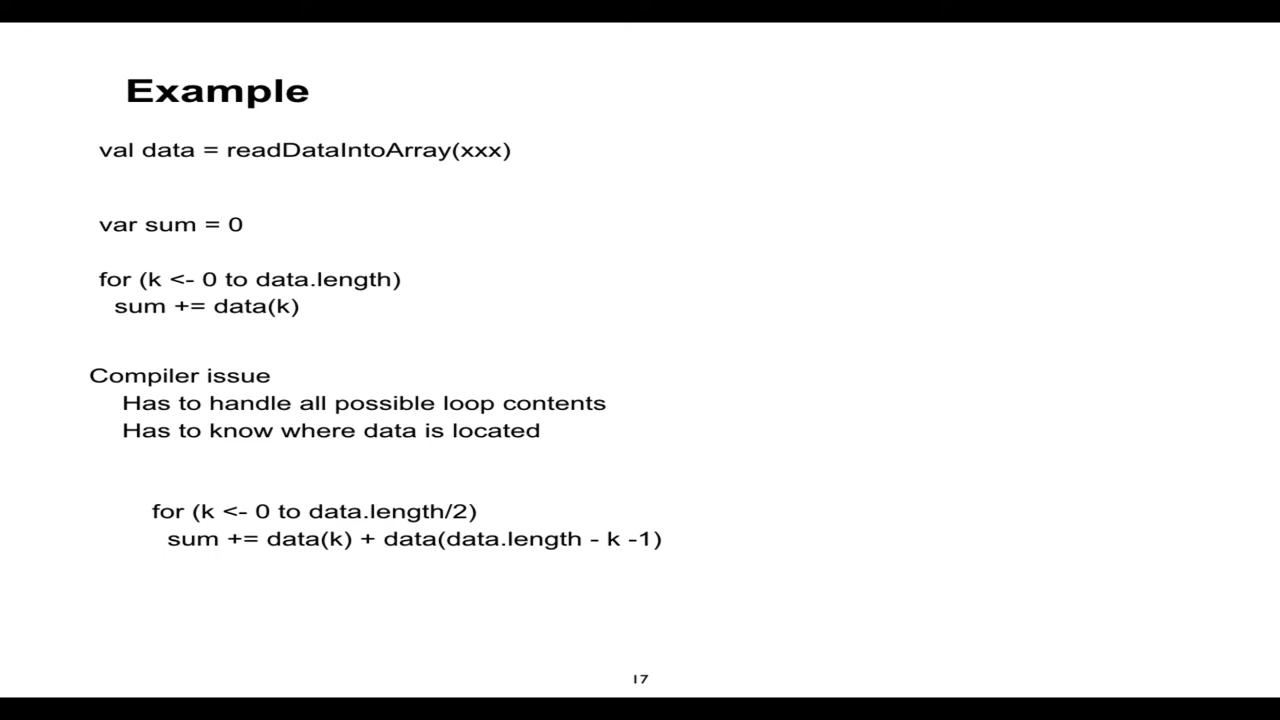 Example
val data = readDataIntoArray(xxx)
var sum = 0
for (k <- 0 to data.length)
sum += data(k)
Compiler issue
Has to handle all possible loop contents
Has to know where data is located
for (k <- 0 to data.length/2)
sum += data(k) + data(data.length - k -1)
17